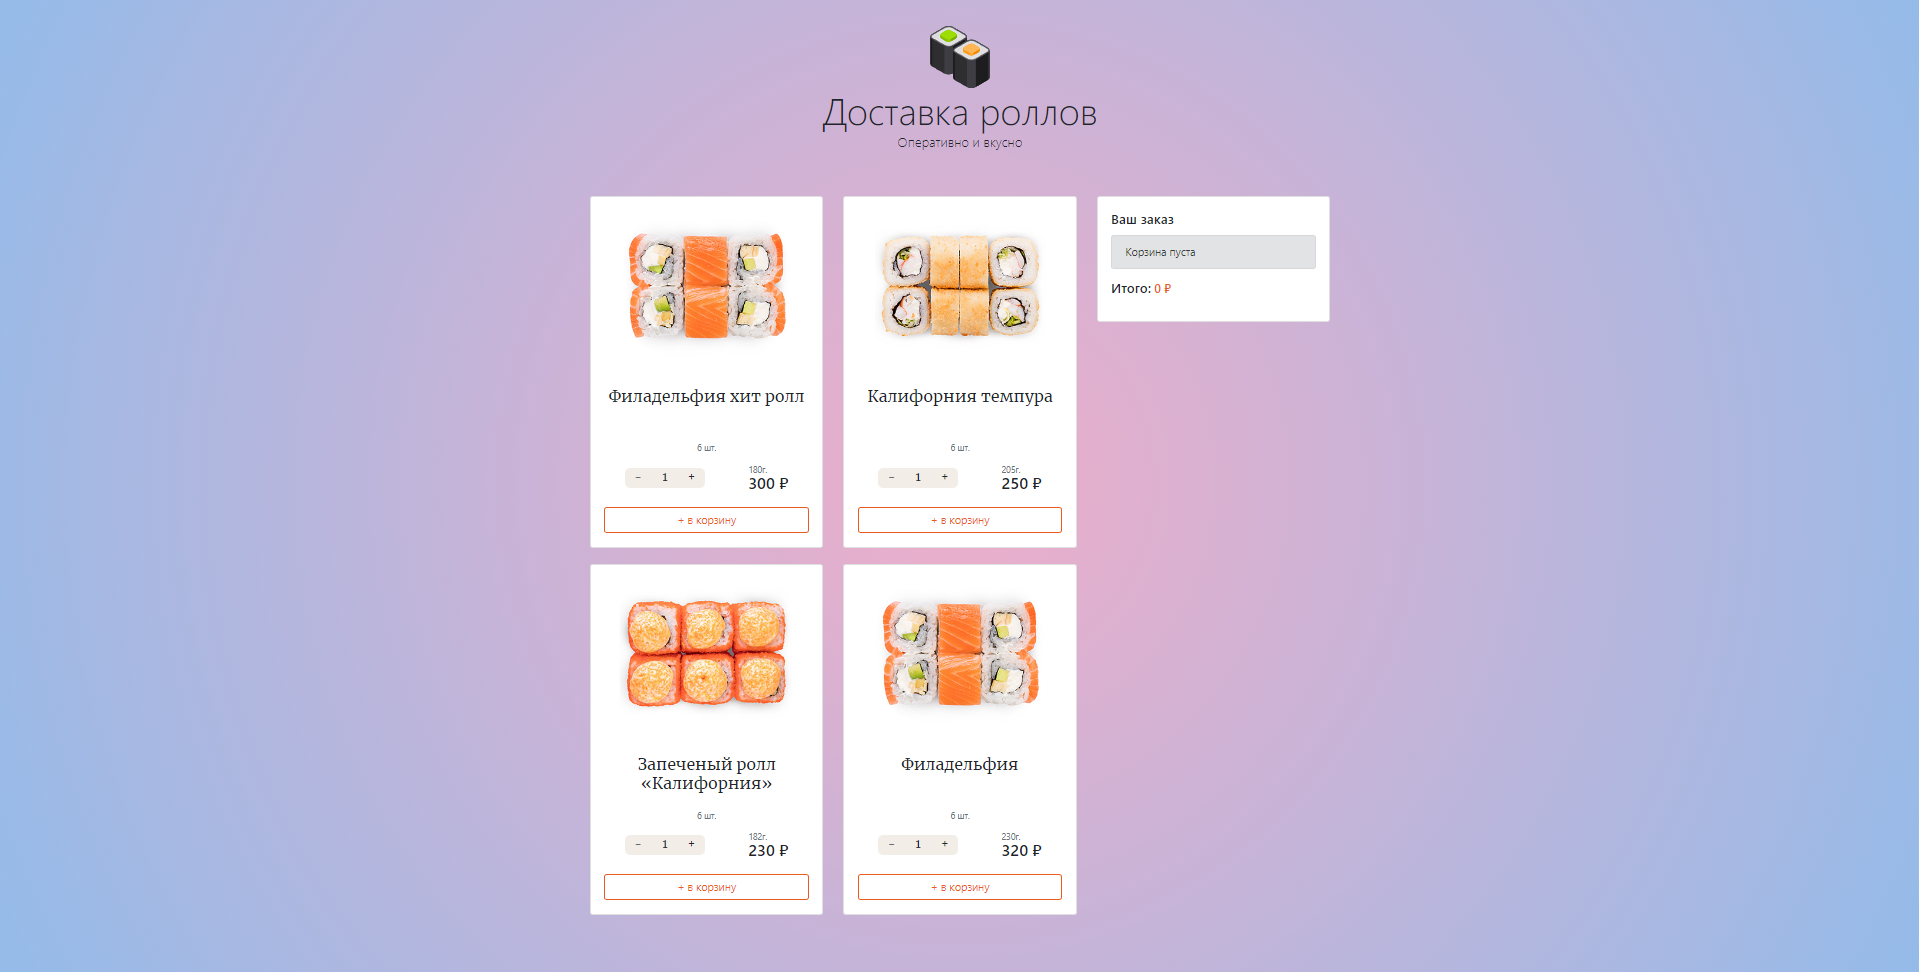 Доставка роллов
Оперативно и вкусно
Филадельфия хит ролл
6 шт.
- 1 +
180г.
300 ₽
+ в корзину
Калифорния темпура
6 шт.
- 1 +
205г.
250 ₽
+ в корзину
Ваш заказ
Корзина пуста
Итого: 0 ₽
Запеченый ролл
«Калифорния»
6 шт.
- 1 +
182г.
230 ₽
+ в корзину
Филадельфия
6 шт.
- 1 +
230г.
320 ₽
+ в корзину